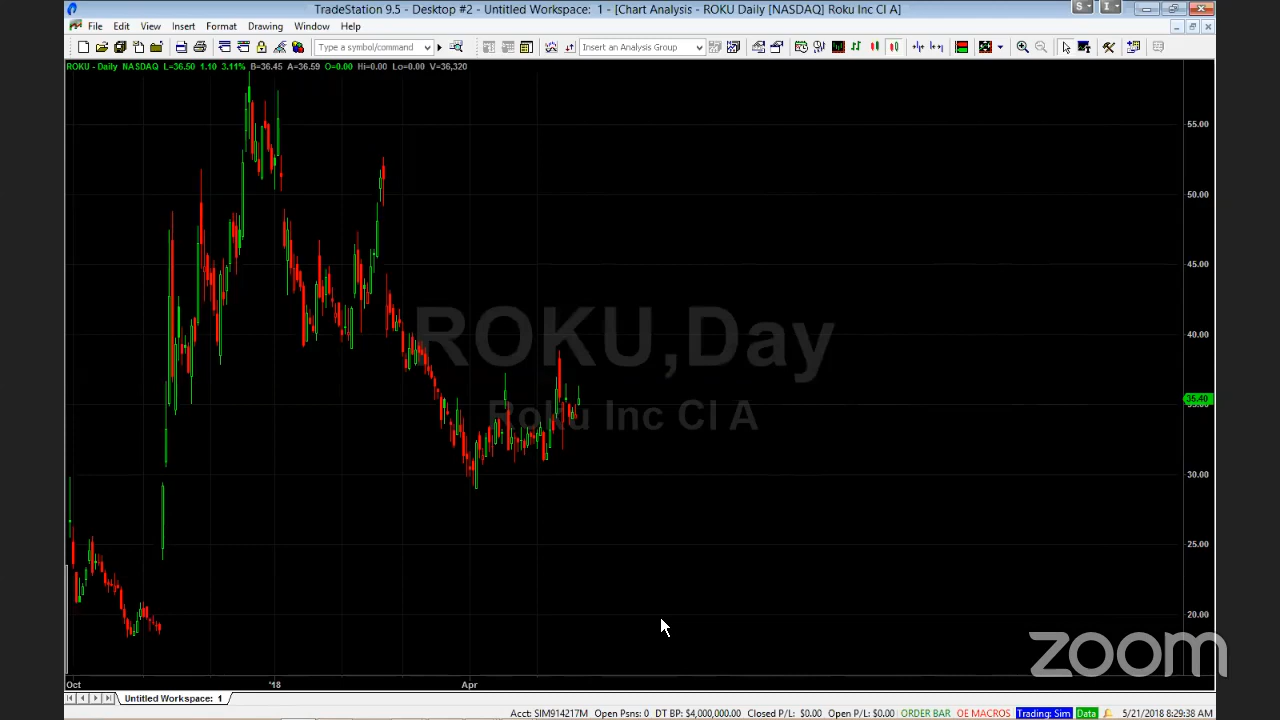 TradeStation 9.5 - Desktop #2 - Untitled Workspace: 1 - [Chart Analysis - ROKU Daily [NASDAQ] Roku Inc Cl A]
S
I
File Edit View Insert Format Drawing Window Help
Type a symbol/command
Insert an Analysis Group
ROKU - Daily NASDAQ L=36.50 1.10 3.11% B=36.45 A=36.59 O=0.00 Hi=0.00 Lo=0.00 V=36,320
55.00
50.00
45.00
40.00
ROKU,Day
35.40
Roku Inc Cl A
30.00
25.00
20.00
zoom
Oct '18 Apr
Untitled Workspace: 1
Acct: SIM914217M Open Psns: 0 DT BP: $4,000,000.00 Closed P/L: $0.00 Open P/L: $0.00 ORDER BAR OE MACROS Trading: Sim Data 5/21/2018 8:29:38 AM